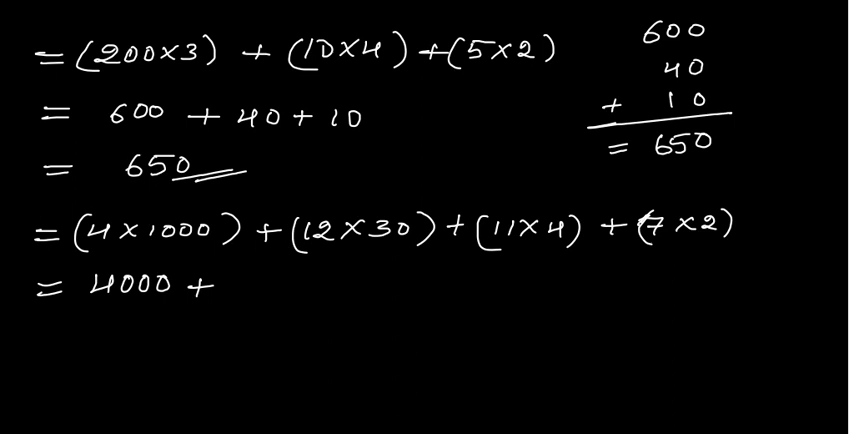 = (200×3) + (10×4) + (5×2)
= 600 + 40 + 10
= 650
600
40
+ 10
= 650
= (4×1000) + (12×30) + (11×4) + (7×2)
= 4000 +